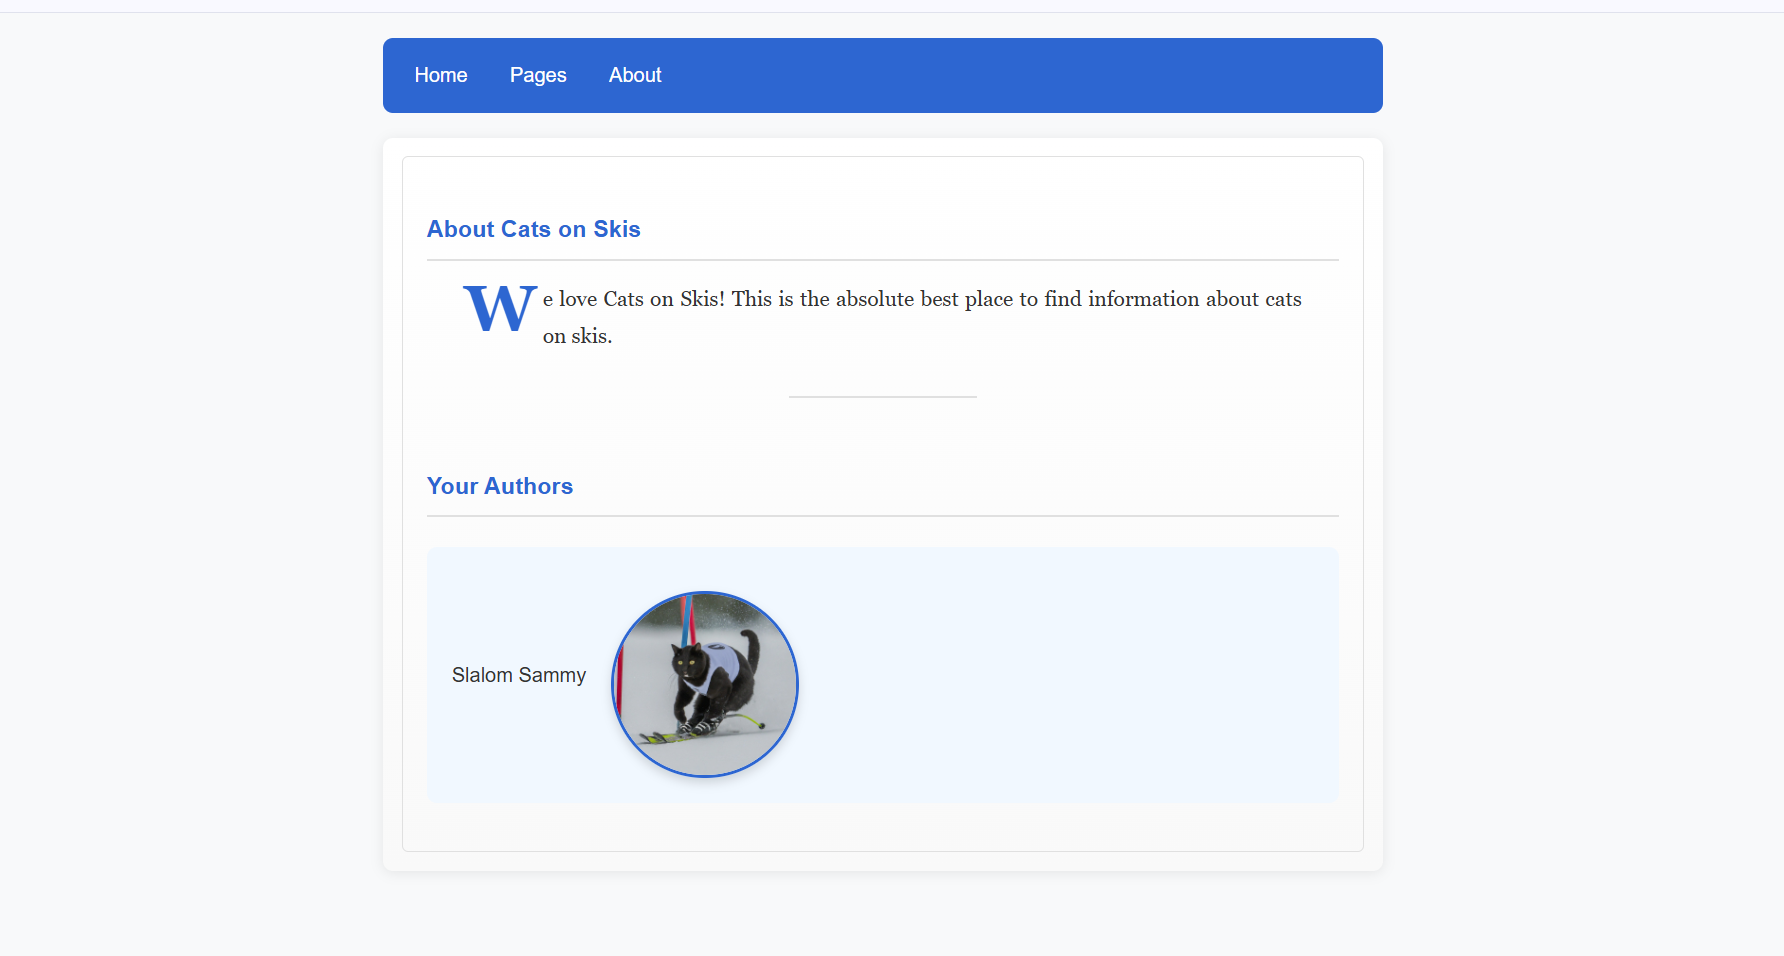 Home Pages About
About Cats on Skis
We love Cats on Skis! This is the absolute best place to find information about cats
on skis.
Your Authors
Slalom Sammy